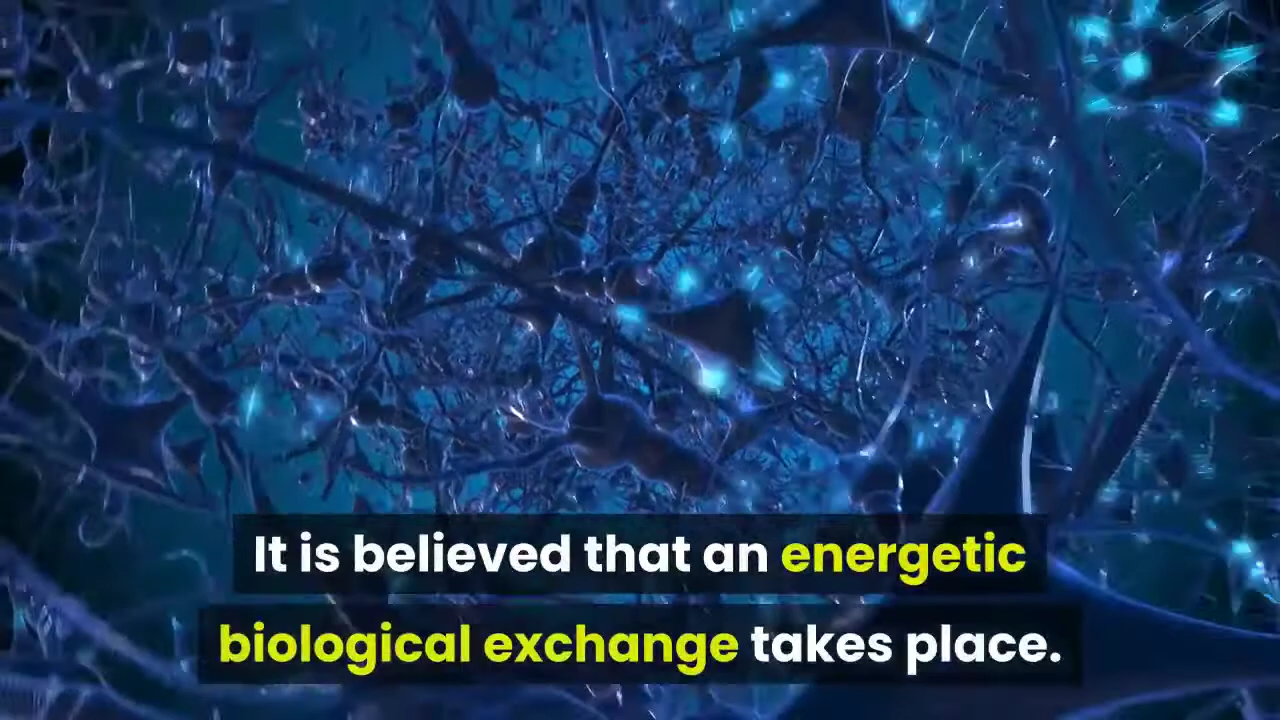 It is believed that an energetic
biological exchange takes place.